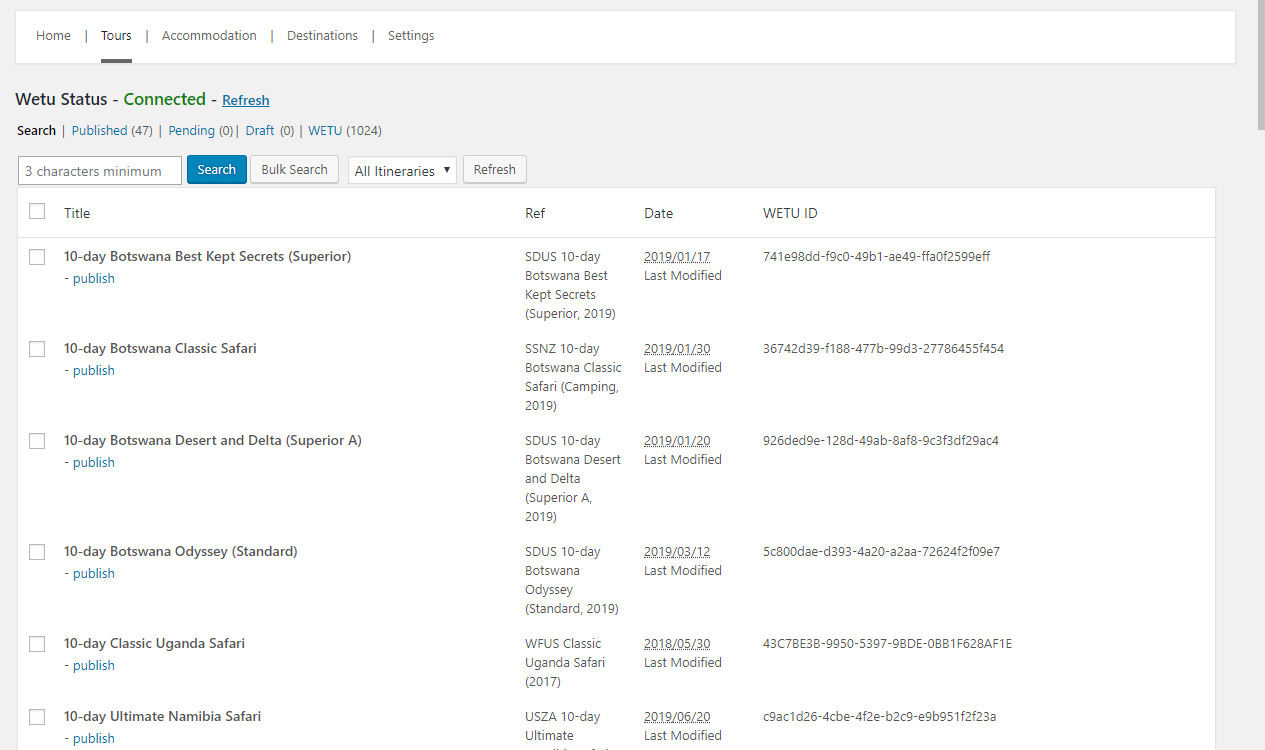 Home | Tours | Accommodation | Destinations | Settings
Wetu Status - Connected - Refresh
Search | Published (47) | Pending (0) | Draft (0) | WETU (1024)
3 characters minimum Search Bulk Search All Itineraries Refresh
Title Ref Date WETU ID
10-day Botswana Best Kept Secrets (Superior) SDUS 10-day 2019/01/17 741e98dd-f9c0-49b1-ae49-ffa0f2599eff
- publish Botswana Best Last Modified
Kept Secrets
(Superior, 2019)
10-day Botswana Classic Safari SSNZ 10-day 2019/01/30 36742d39-f188-477b-99d3-27786455f454
- publish Botswana Classic Last Modified
Safari (Camping,
2019)
10-day Botswana Desert and Delta (Superior A) SDUS 10-day 2019/01/20 926ded9e-128d-49ab-8af8-9c3f3df29ac4
- publish Botswana Desert Last Modified
and Delta
(Superior A,
2019)
10-day Botswana Odyssey (Standard) SDUS 10-day 2019/03/12 5c800dae-d393-4a20-a2aa-72624f2f09e7
- publish Botswana Last Modified
Odyssey
(Standard, 2019)
10-day Classic Uganda Safari WFUS Classic 2018/05/30 43C7BE3B-9950-5397-9BDE-0BB1F628AF1E
- publish Uganda Safari Last Modified
(2017)
10-day Ultimate Namibia Safari USZA 10-day 2019/06/20 c9ac1d26-4cbe-4f2e-b2c9-e9b951f2f23a
- publish Ultimate Last Modified